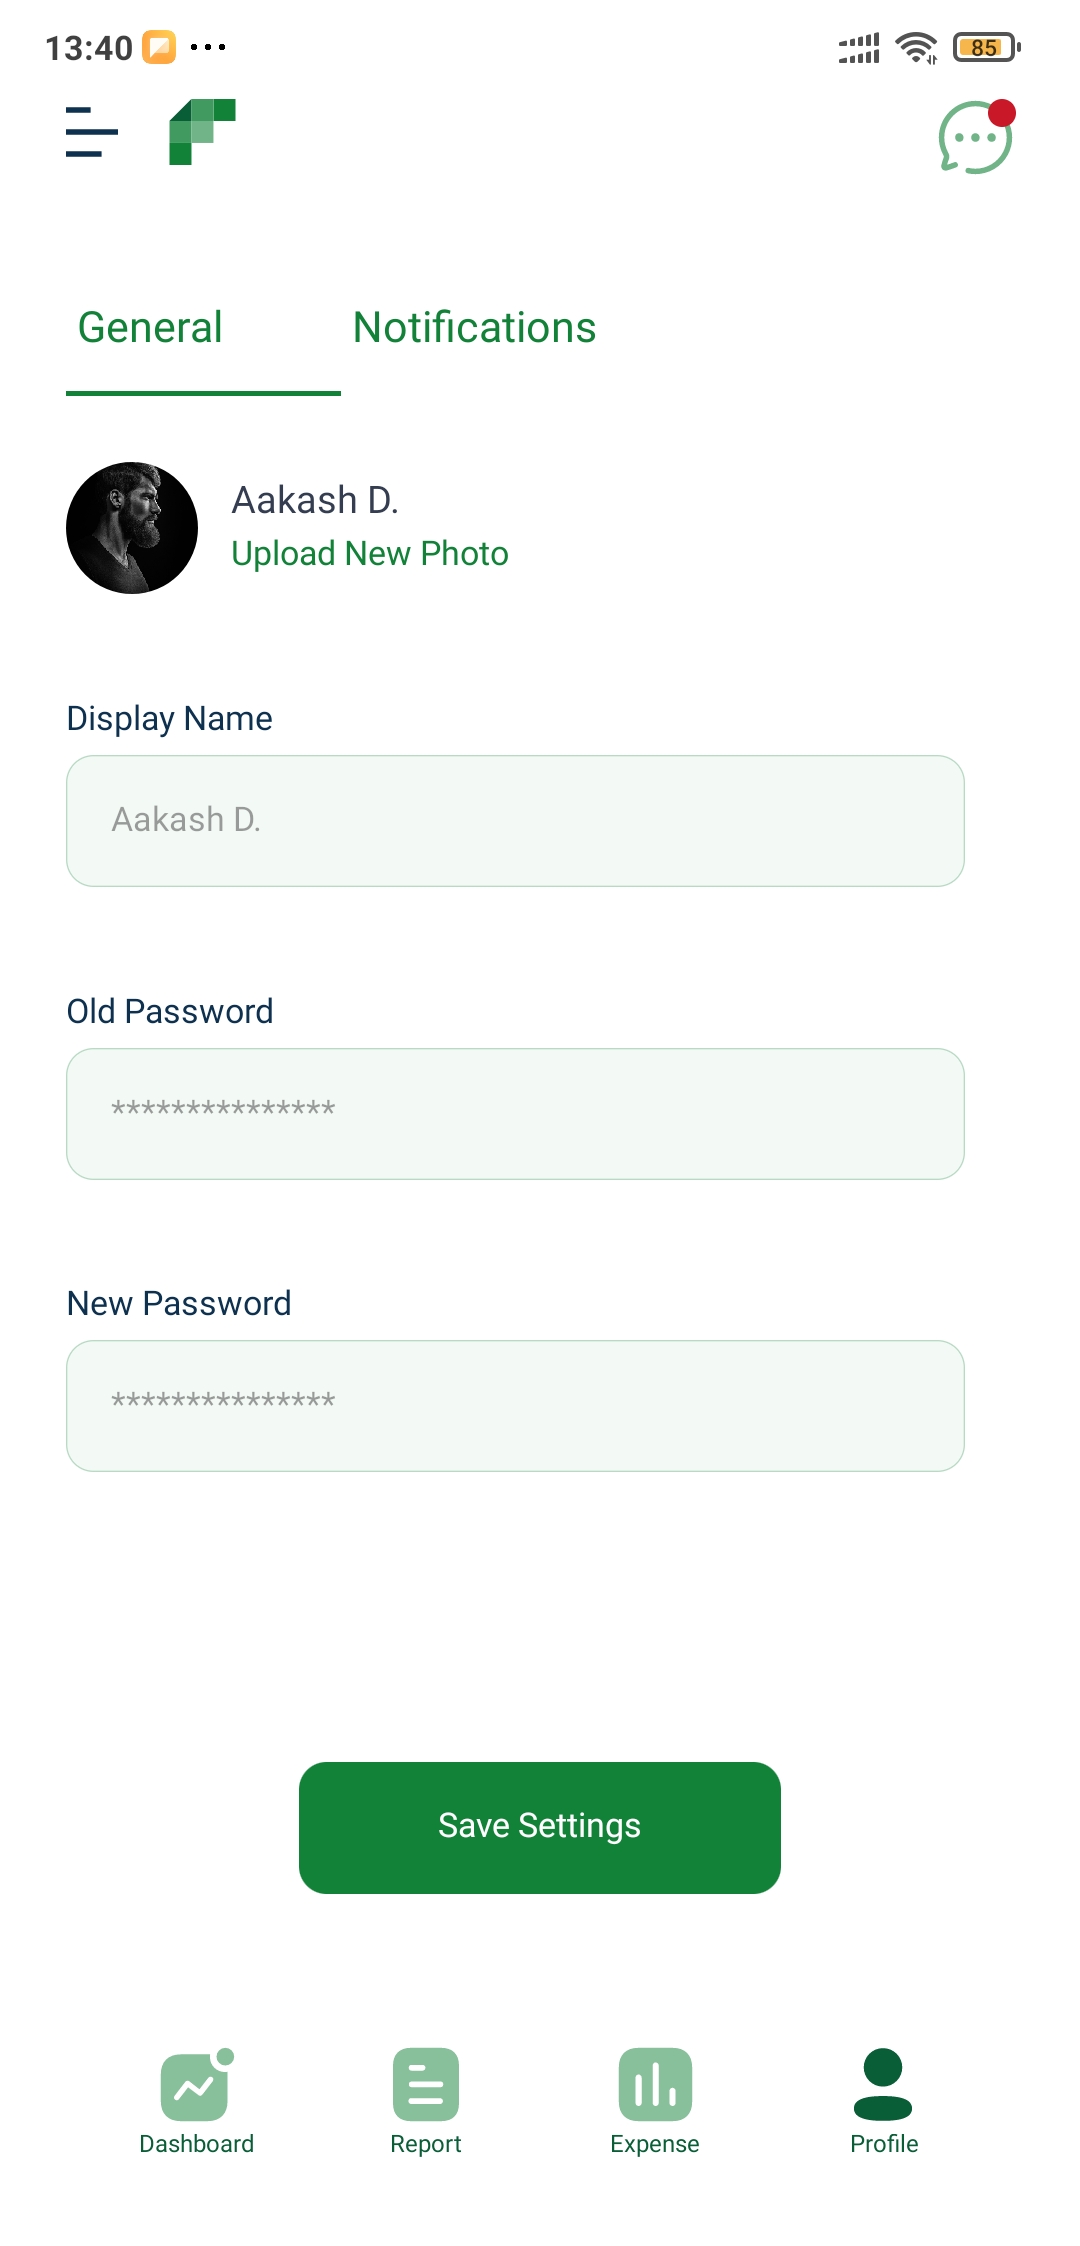 13:40
85
General Notifications
Aakash D.
Upload New Photo
Display Name
Aakash D.
Old Password
***************
New Password
***************
Save Settings
Dashboard Report Expense Profile